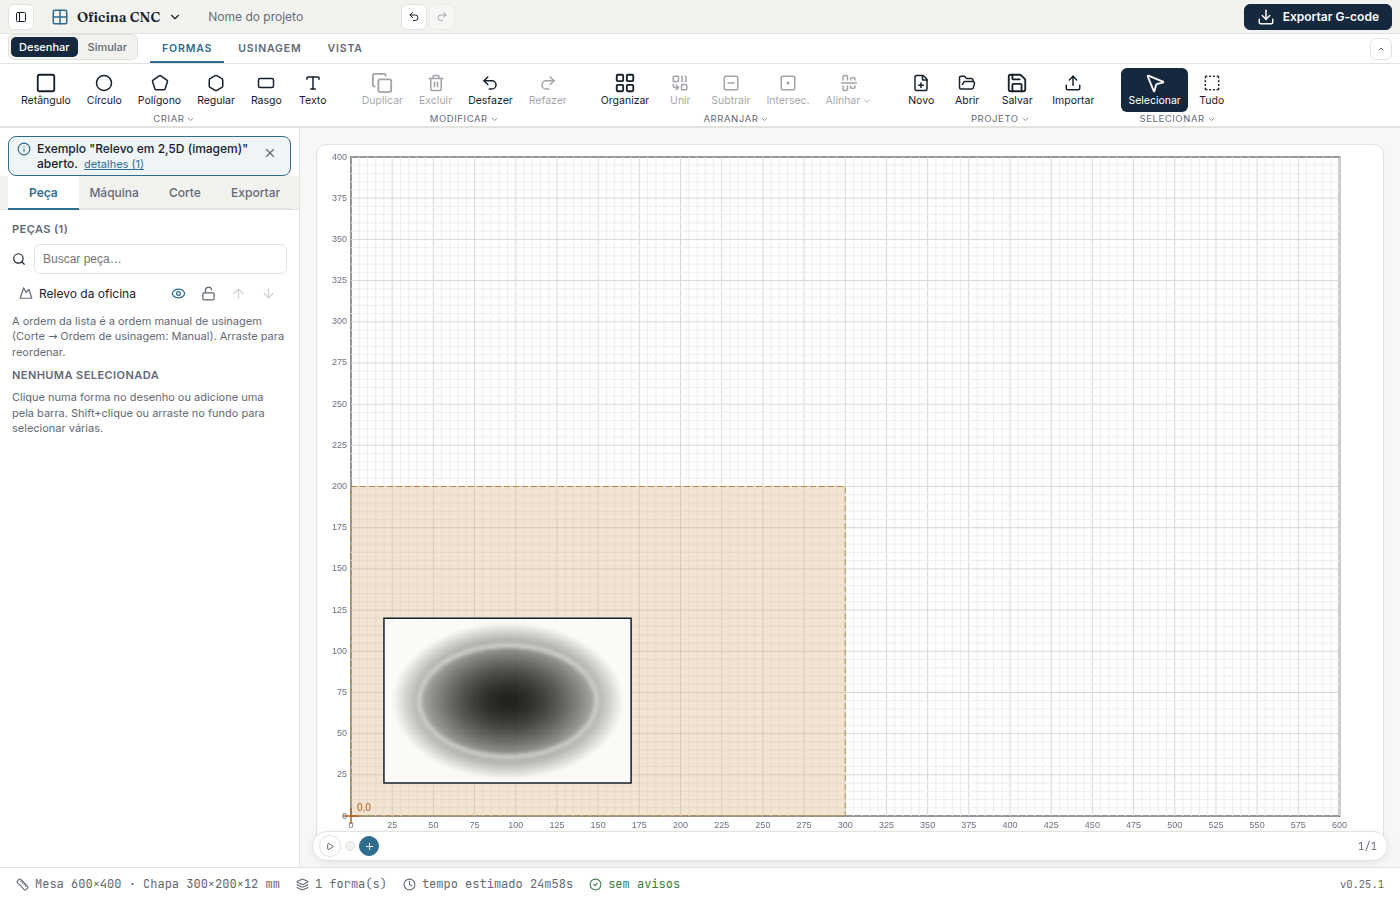 Oficina CNC
Nome do projeto
Exportar G-code
Desenhar
Simular
FORMAS
USINAGEM
VISTA
Retângulo
Círculo
Polígono
Regular
Rasgo
Texto
Duplicar
Excluir
Desfazer
Refazer
Organizar
Unir
Subtrair
Intersec.
Alinhar
Novo
Abrir
Salvar
Importar
Selecionar
Tudo
CRIAR
MODIFICAR
ARRANJAR
PROJETO
SELECIONAR
Exemplo "Relevo em 2,5D (imagem)"
aberto. detalhes (1)
Peça
Máquina
Corte
Exportar
PEÇAS (1)
Buscar peça…
Relevo da oficina
A ordem da lista é a ordem manual de usinagem
(Corte → Ordem de usinagem: Manual). Arraste para
reordenar.
NENHUMA SELECIONADA
Clique numa forma no desenho ou adicione uma
pela barra. Shift+clique ou arraste no fundo para
selecionar várias.
400
375
350
325
300
275
250
225
200
175
150
125
100
75
50
25
0
0,0
0
25
50
75
100
125
150
175
200
225
250
275
300
325
350
375
400
425
450
475
500
525
550
575
600
1/1
Mesa 600×400 · Chapa 300×200×12 mm
1 forma(s)
tempo estimado 24m58s
sem avisos
v0.25.1